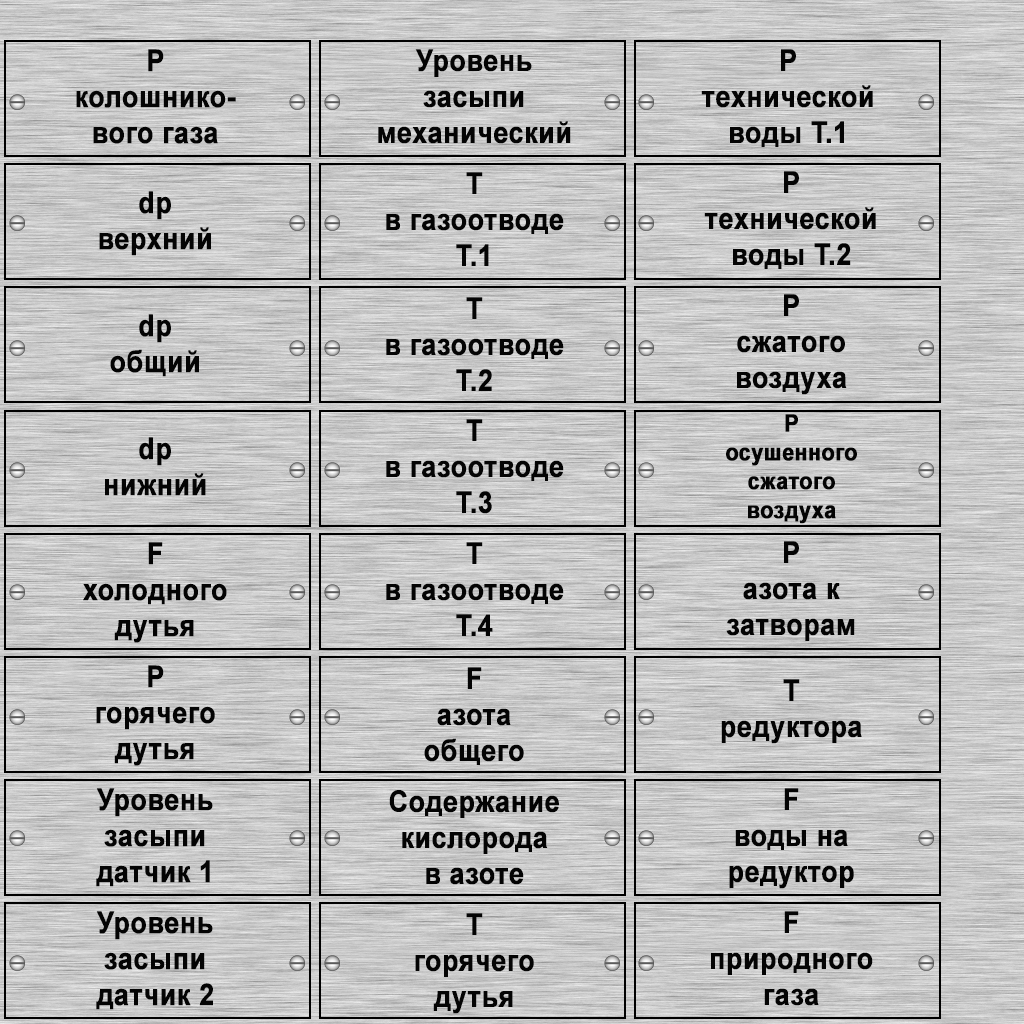 P
колошнико-
вого газа
Уровень
засыпи
механический
P
технической
воды Т.1
dp
верхний
T
в газоотводе
Т.1
P
технической
воды Т.2
dp
общий
T
в газоотводе
Т.2
P
сжатого
воздуха
dp
нижний
T
в газоотводе
Т.3
P
осушенного
сжатого
воздуха
F
холодного
дутья
T
в газоотводе
Т.4
P
азота к
затворам
P
горячего
дутья
F
азота
общего
T
редуктора
Уровень
засыпи
датчик 1
Содержание
кислорода
в азоте
F
воды на
редуктор
Уровень
засыпи
датчик 2
T
горячего
дутья
F
природного
газа